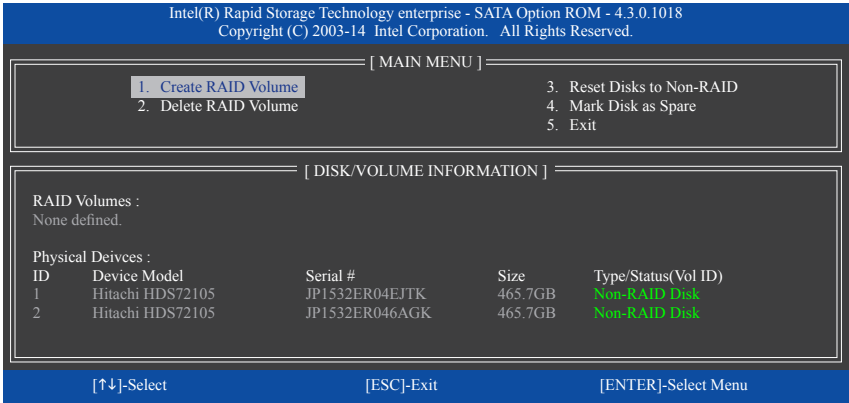 Intel(R) Rapid Storage Technology enterprise - SATA Option ROM - 4.3.0.1018
Copyright (C) 2003-14 Intel Corporation. All Rights Reserved.
[ MAIN MENU ]
1. Create RAID Volume 3. Reset Disks to Non-RAID
2. Delete RAID Volume 4. Mark Disk as Spare
5. Exit
[ DISK/VOLUME INFORMATION ]
RAID Volumes :
None defined.
Physical Deivces :
ID Device Model Serial # Size Type/Status(Vol ID)
1 Hitachi HDS72105 JP1532ER04EJTK 465.7GB Non-RAID Disk
2 Hitachi HDS72105 JP1532ER046AGK 465.7GB Non-RAID Disk
[↑↓]-Select [ESC]-Exit [ENTER]-Select Menu